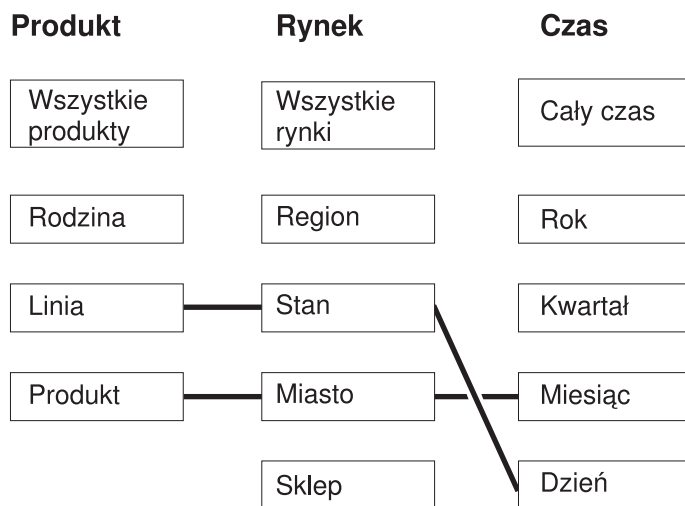 Produkt Rynek Czas
Wszystkie
produkty
Wszystkie
rynki
Cały czas
Rodzina Region Rok
Linia Stan Kwartał
Produkt Miasto Miesiąc
Sklep Dzień